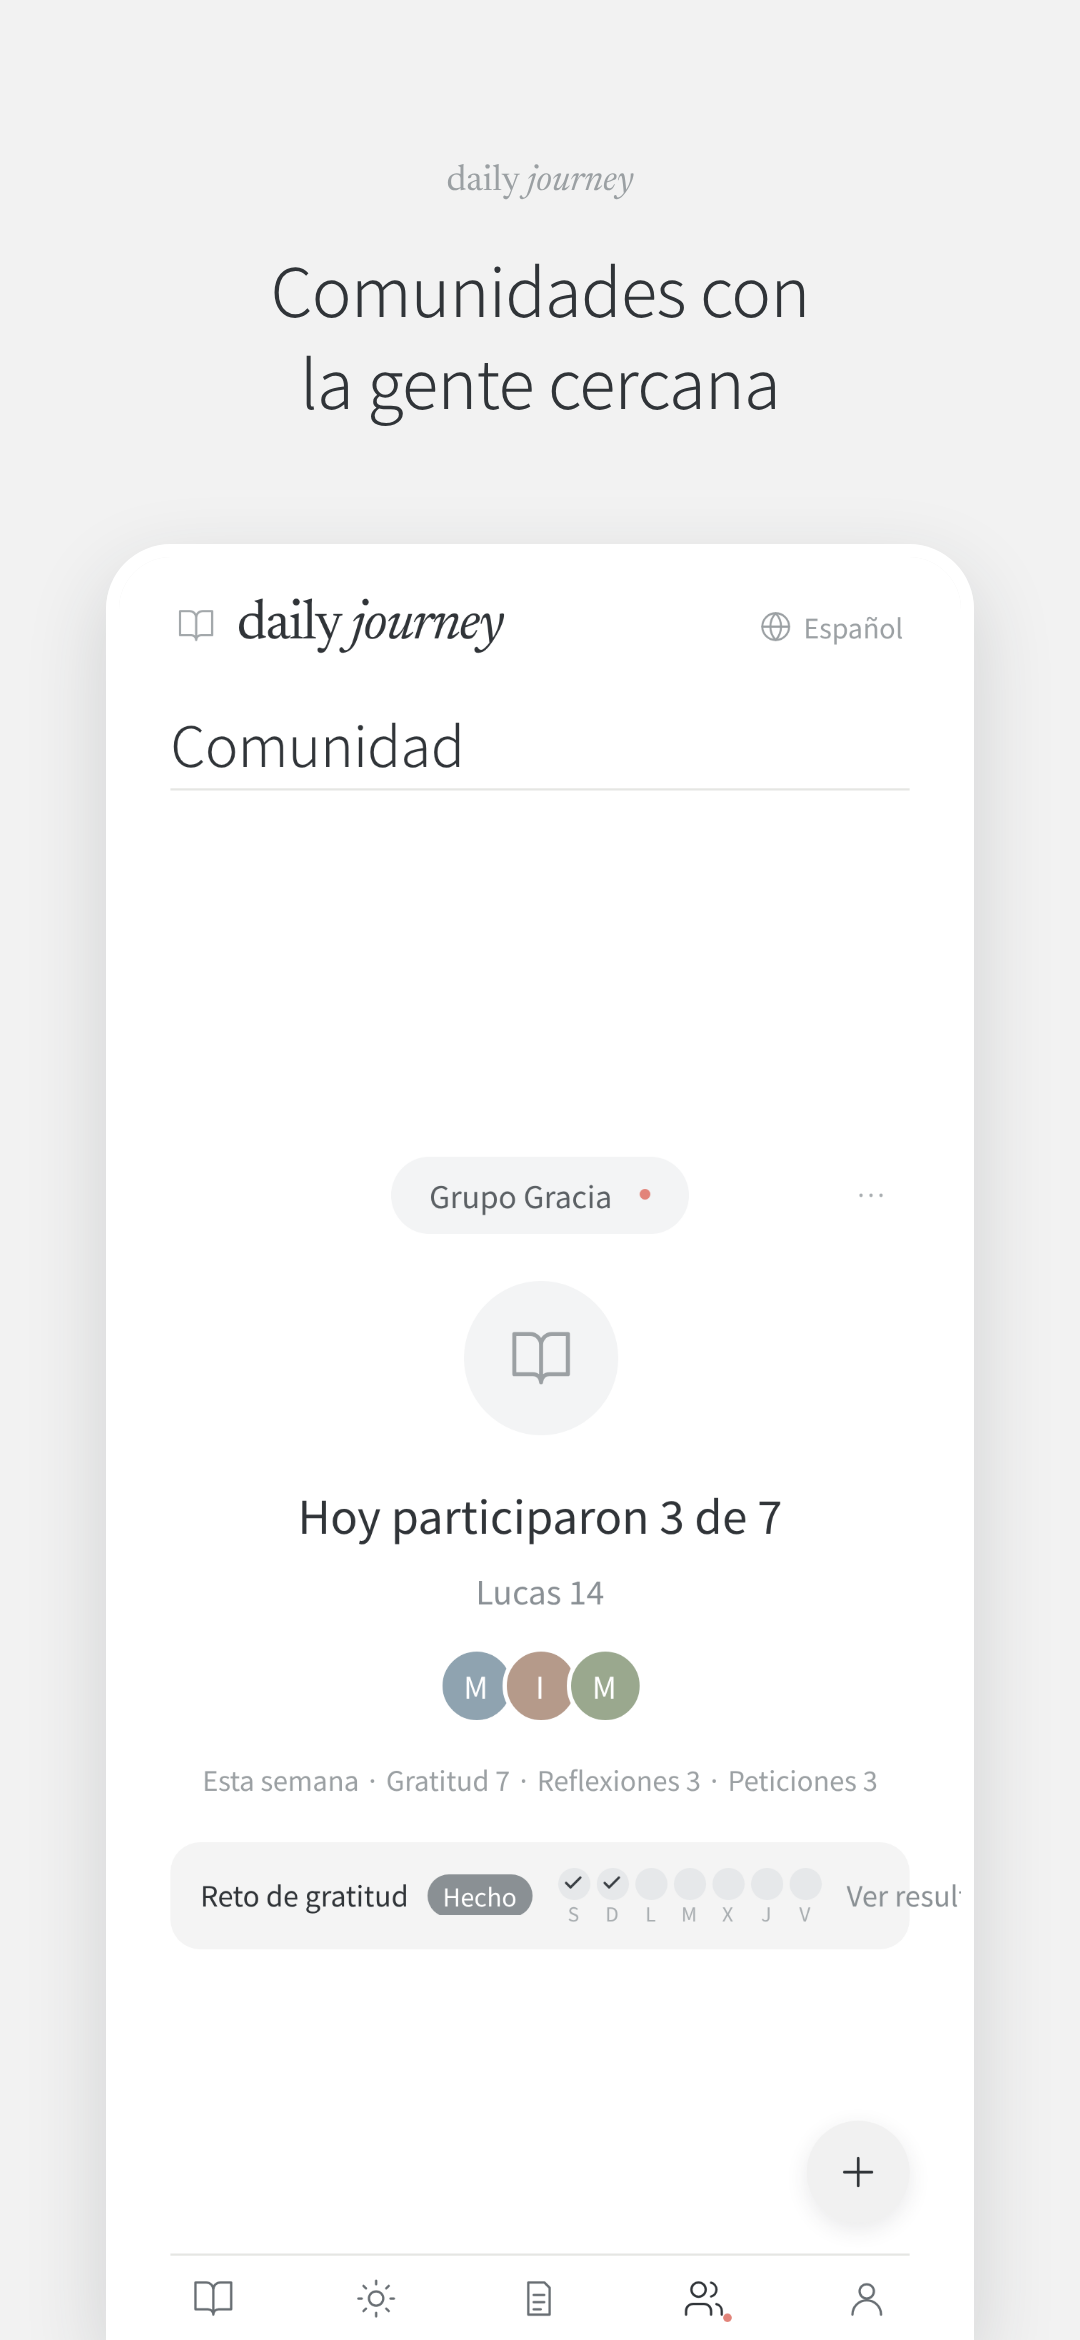 daily journey
Comunidades con
la gente cercana
daily journey
Español
Comunidad
Grupo Gracia
Hoy participaron 3 de 7
Lucas 14
M I M
Esta semana · Gratitud 7 · Reflexiones 3 · Peticiones 3
Reto de gratitud Hecho Ver
S D L M X J V